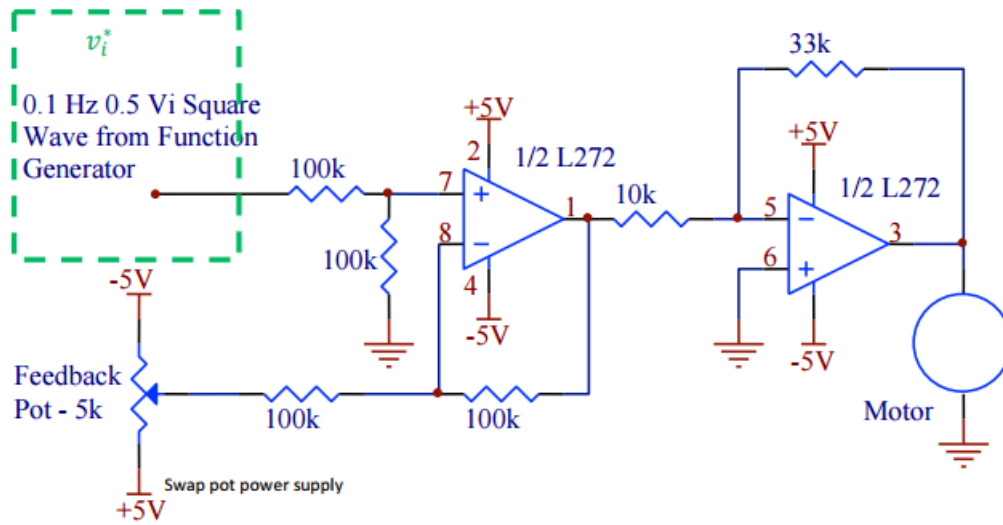 v_i^*
0.1 Hz 0.5 Vi Square
Wave from Function
Generator
100k
100k
7
8
+5V
2
1/2 L272
+
−
1
4
-5V
10k
33k
+5V
1/2 L272
5
6
−
+
3
-5V
Motor
-5V
Feedback
Pot - 5k
100k
100k
+5V
Swap pot power supply